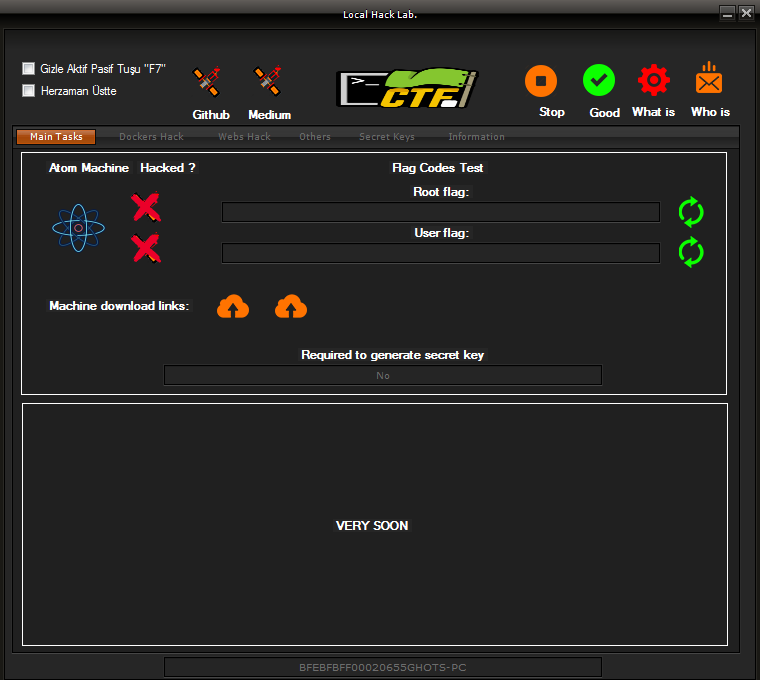 Local Hack Lab.
Gizle Aktif Pasif Tuşu "F7"
Herzaman Üstte
Github
Medium
>_
CTF
Stop
Good
What is
Who is
Main Tasks
Dockers Hack
Webs Hack
Others
Secret Keys
Information
Atom Machine
Hacked ?
Flag Codes Test
Root flag:
User flag:
Machine download links:
Required to generate secret key
No
VERY SOON
BFEBFBFF00020655GHOTS-PC